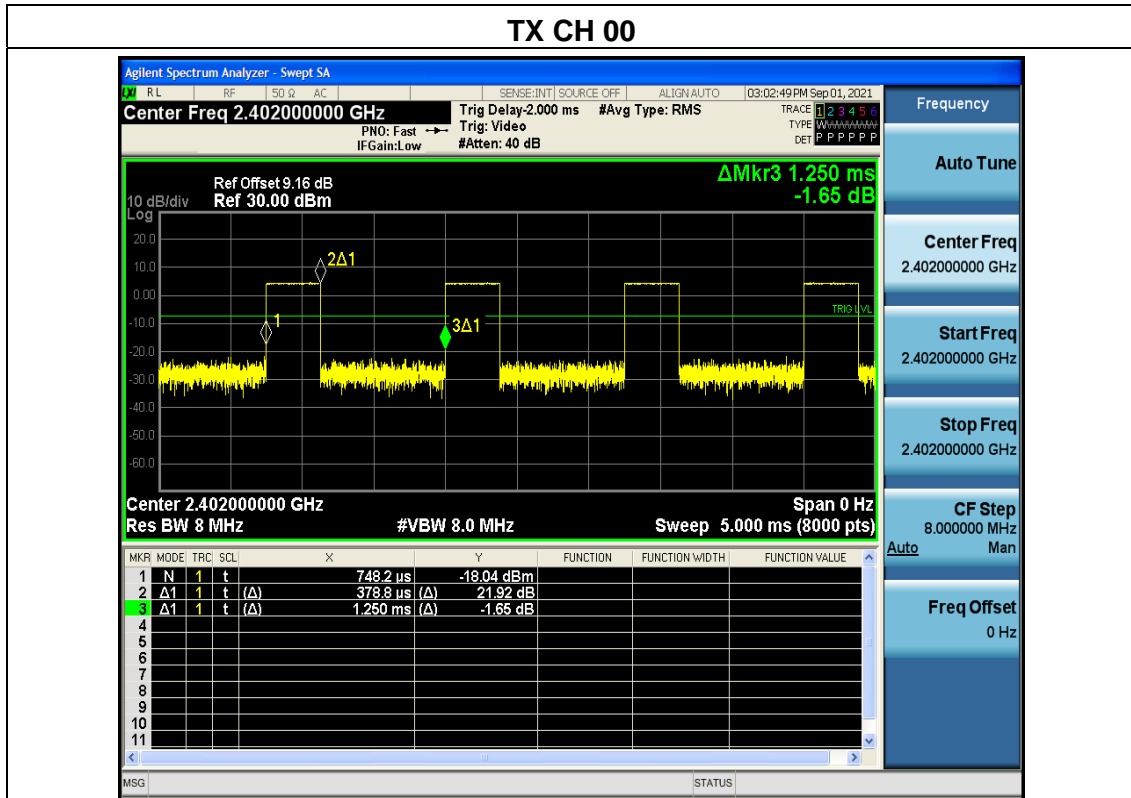 TX CH 00
Agilent Spectrum Analyzer - Swept SA
LXI RL RF 50 Ω AC SENSE:INT SOURCE OFF ALIGN AUTO 03:02:49 PM Sep 01, 2021
Center Freq 2.402000000 GHz Trig Delay-2.000 ms #Avg Type: RMS TRACE 1 2 3 4 5 6
PNO: Fast Trig: Video TYPE WWWWWW
IFGain:Low #Atten: 40 dB DET P P P P P P
Frequency
Auto Tune
Center Freq
2.402000000 GHz
Start Freq
2.402000000 GHz
Stop Freq
2.402000000 GHz
CF Step
8.000000 MHz
Auto Man
Freq Offset
0 Hz
ΔMkr3 1.250 ms
-1.65 dB
Ref Offset 9.16 dB
10 dB/div Ref 30.00 dBm
Log
20.0
10.0
0.00
-10.0
-20.0
-30.0
-40.0
-50.0
-60.0
2Δ1
1
3Δ1
TRIG LVL
Center 2.402000000 GHz Span 0 Hz
Res BW 8 MHz #VBW 8.0 MHz Sweep 5.000 ms (8000 pts)
MKR MODE TRC SCL X Y FUNCTION FUNCTION WIDTH FUNCTION VALUE
1 N 1 t 748.2 µs -18.04 dBm
2 Δ1 1 t (Δ) 378.8 µs (Δ) 21.92 dB
3 Δ1 1 t (Δ) 1.250 ms (Δ) -1.65 dB
4
5
6
7
8
9
10
11
MSG STATUS